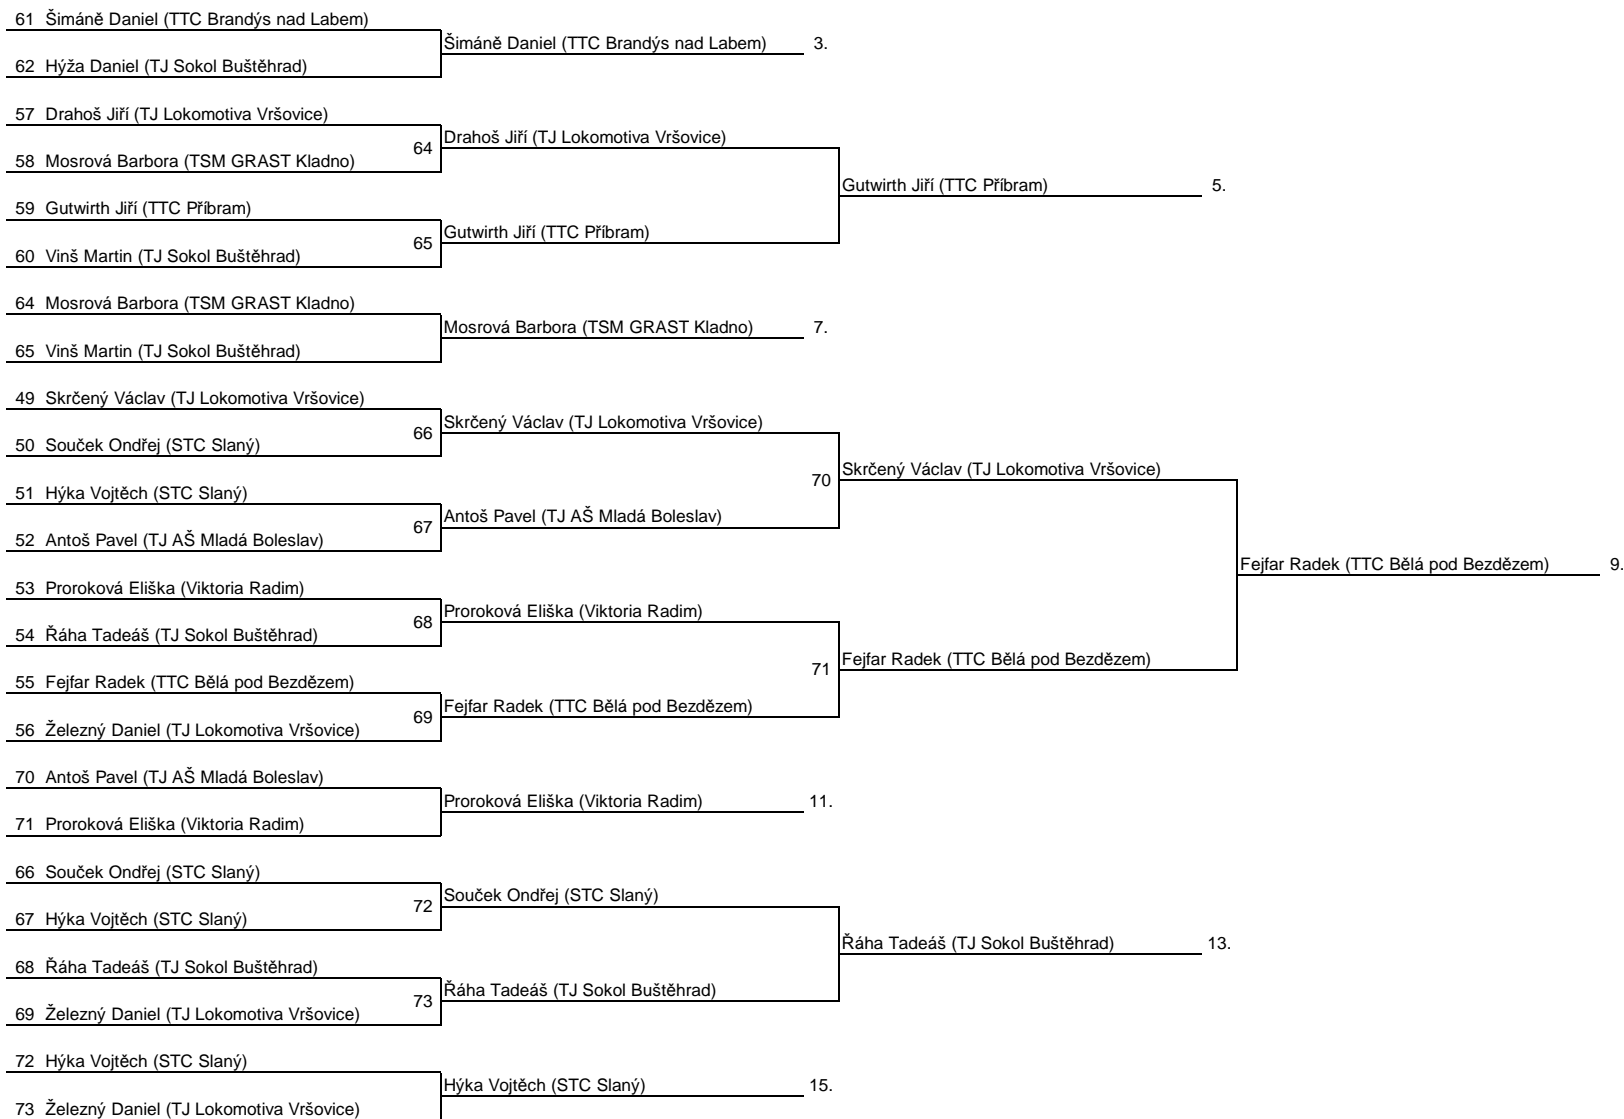 61 Šimáně Daniel (TTC Brandýs nad Labem)
Šimáně Daniel (TTC Brandýs nad Labem) 3.
62 Hýža Daniel (TJ Sokol Buštěhrad)
57 Drahoš Jiří (TJ Lokomotiva Vršovice)
64 Drahoš Jiří (TJ Lokomotiva Vršovice)
58 Mosrová Barbora (TSM GRAST Kladno)
Gutwirth Jiří (TTC Příbram) 5.
59 Gutwirth Jiří (TTC Příbram)
65 Gutwirth Jiří (TTC Příbram)
60 Vinš Martin (TJ Sokol Buštěhrad)
64 Mosrová Barbora (TSM GRAST Kladno)
Mosrová Barbora (TSM GRAST Kladno) 7.
65 Vinš Martin (TJ Sokol Buštěhrad)
49 Skrčený Václav (TJ Lokomotiva Vršovice)
66 Skrčený Václav (TJ Lokomotiva Vršovice)
50 Souček Ondřej (STC Slaný)
70 Skrčený Václav (TJ Lokomotiva Vršovice)
51 Hýka Vojtěch (STC Slaný)
67 Antoš Pavel (TJ AŠ Mladá Boleslav)
52 Antoš Pavel (TJ AŠ Mladá Boleslav)
Fejfar Radek (TTC Bělá pod Bezdězem) 9.
53 Proroková Eliška (Viktoria Radim)
68 Proroková Eliška (Viktoria Radim)
54 Řáha Tadeáš (TJ Sokol Buštěhrad)
71 Fejfar Radek (TTC Bělá pod Bezdězem)
55 Fejfar Radek (TTC Bělá pod Bezdězem)
69 Fejfar Radek (TTC Bělá pod Bezdězem)
56 Železný Daniel (TJ Lokomotiva Vršovice)
70 Antoš Pavel (TJ AŠ Mladá Boleslav)
Proroková Eliška (Viktoria Radim) 11.
71 Proroková Eliška (Viktoria Radim)
66 Souček Ondřej (STC Slaný)
72 Souček Ondřej (STC Slaný)
67 Hýka Vojtěch (STC Slaný)
Řáha Tadeáš (TJ Sokol Buštěhrad) 13.
68 Řáha Tadeáš (TJ Sokol Buštěhrad)
73 Řáha Tadeáš (TJ Sokol Buštěhrad)
69 Železný Daniel (TJ Lokomotiva Vršovice)
72 Hýka Vojtěch (STC Slaný)
Hýka Vojtěch (STC Slaný) 15.
73 Železný Daniel (TJ Lokomotiva Vršovice)